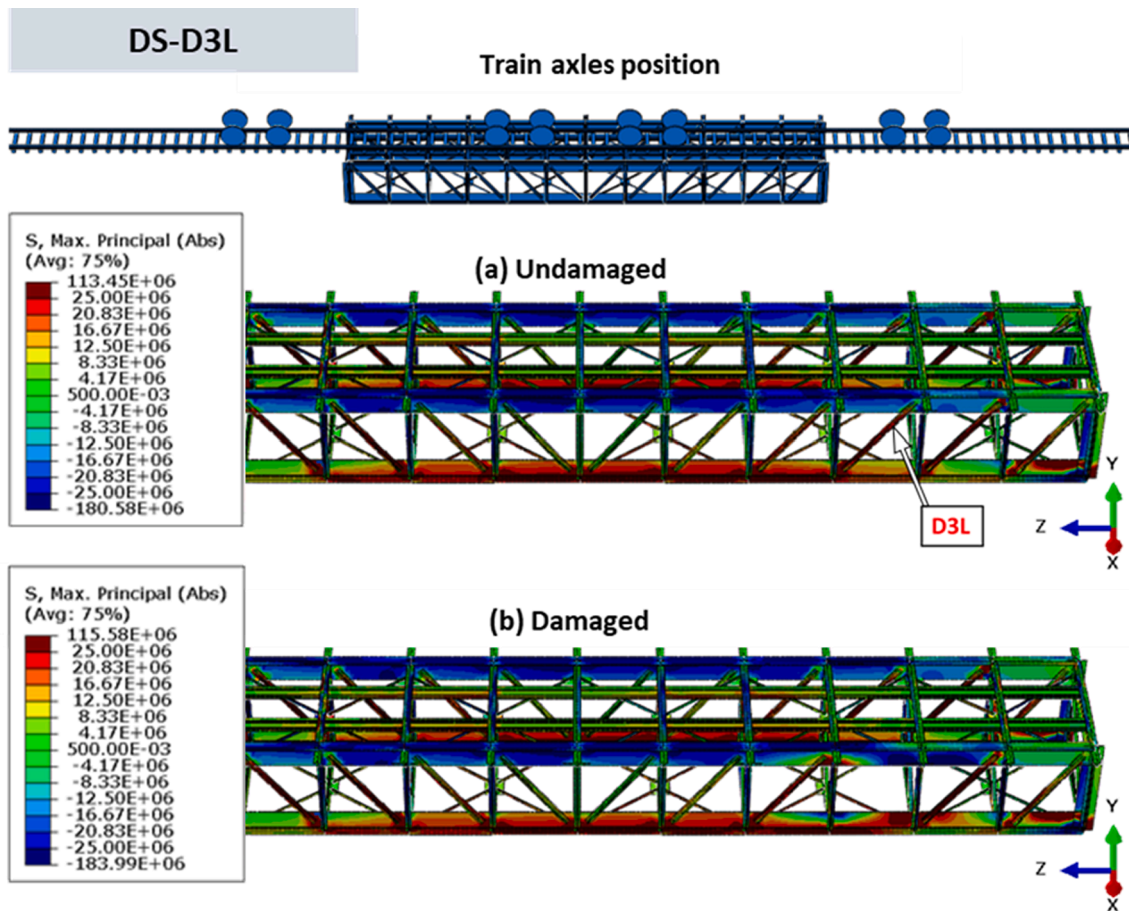 DS-D3L
Train axles position
(a) Undamaged
S, Max. Principal (Abs)
(Avg: 75%)
113.45E+06
25.00E+06
20.83E+06
16.67E+06
12.50E+06
8.33E+06
4.17E+06
500.00E-03
-4.17E+06
-8.33E+06
-12.50E+06
-16.67E+06
-20.83E+06
-25.00E+06
-180.58E+06
D3L
Y
Z
X
(b) Damaged
S, Max. Principal (Abs)
(Avg: 75%)
115.58E+06
25.00E+06
20.83E+06
16.67E+06
12.50E+06
8.33E+06
4.17E+06
500.00E-03
-4.17E+06
-8.33E+06
-12.50E+06
-16.67E+06
-20.83E+06
-25.00E+06
-183.99E+06
Y
Z
X